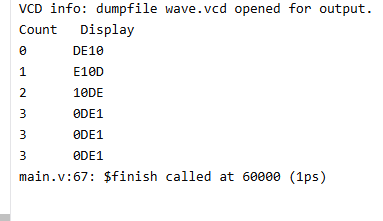 VCD info: dumpfile wave.vcd opened for output.
Count   Display
0      DE10
1      E10D
2      10DE
3      0DE1
3      0DE1
3      0DE1
main.v:67: $finish called at 60000 (1ps)